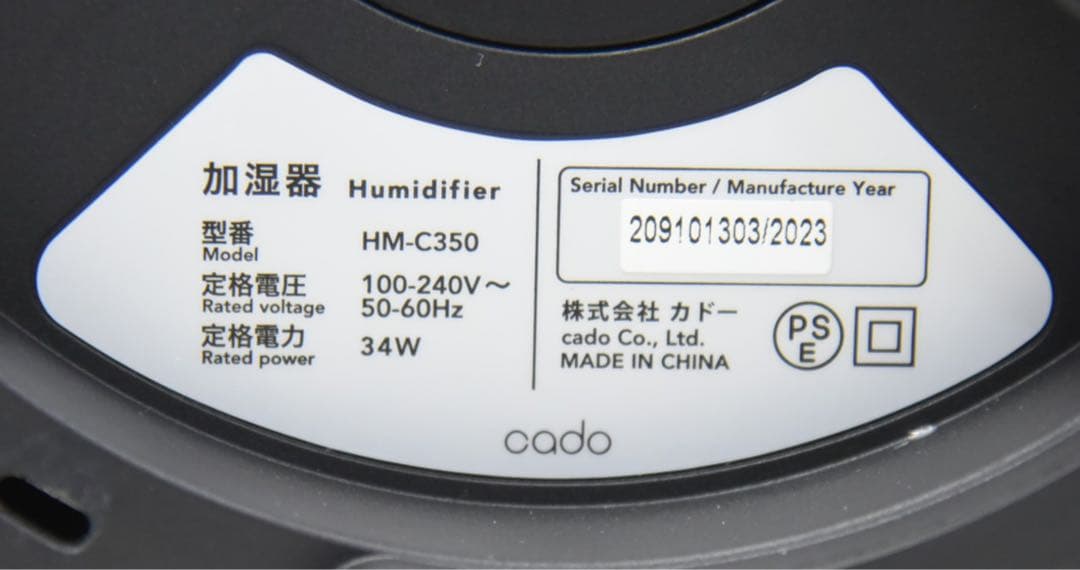 加湿器 Humidifier
型番
Model
HM-C350
定格電圧
Rated voltage
100-240V～
50-60Hz
定格電力
Rated power
34W
Serial Number / Manufacture Year
209101303/2023
株式会社 カドー
cado Co., Ltd.
MADE IN CHINA
PS
E
cado